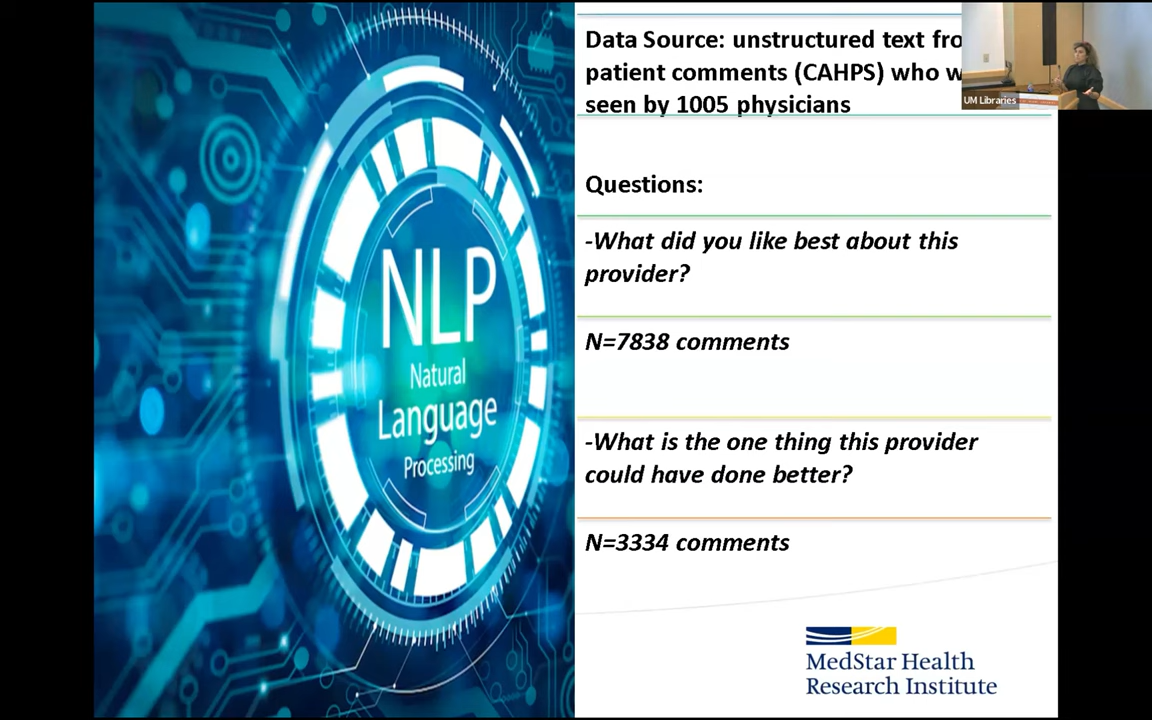 NLP
Natural
Language
Processing
Data Source: unstructured text
patient comments (CAHPS) who
seen by 1005 physicians
Questions:
-What did you like best about this
provider?
N=7838 comments
-What is the one thing this provider
could have done better?
N=3334 comments
MedStar Health
Research Institute
UM Libraries